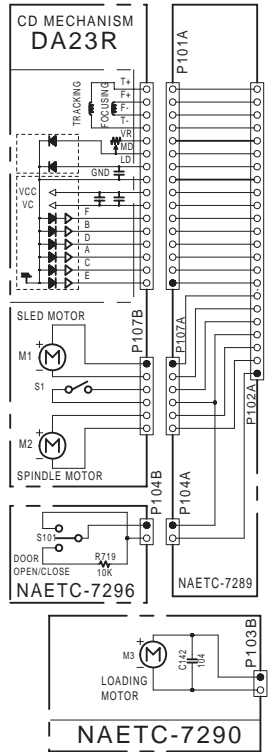 CD MECHANISM
DA23R
P101A
TRACKING
FOCUSING
T+
F+
F-
T-
VR
MD
LD
GND
VCC
VC
F
B
D
A
C
E
SLED MOTOR
P107B
P107A
P102A
+
M1
−
S1
+
M2
−
SPINDLE MOTOR
P104B
P104A
S101
DOOR
OPEN/CLOSE
R719
10K
NAETC-7296
NAETC-7289
P103B
+
M3
−
C142
104
LOADING
MOTOR
NAETC-7290